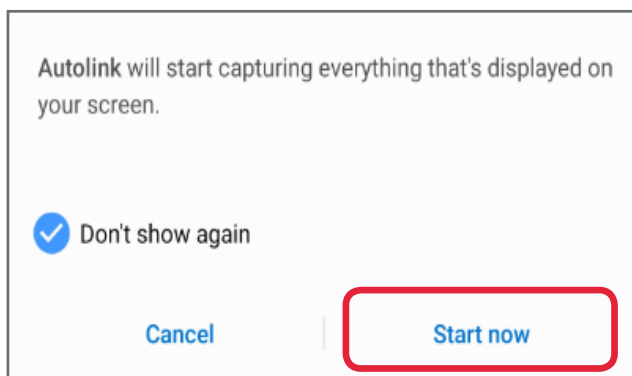 Autolink will start capturing everything that's displayed on
your screen.
Don't show again
Cancel
Start now